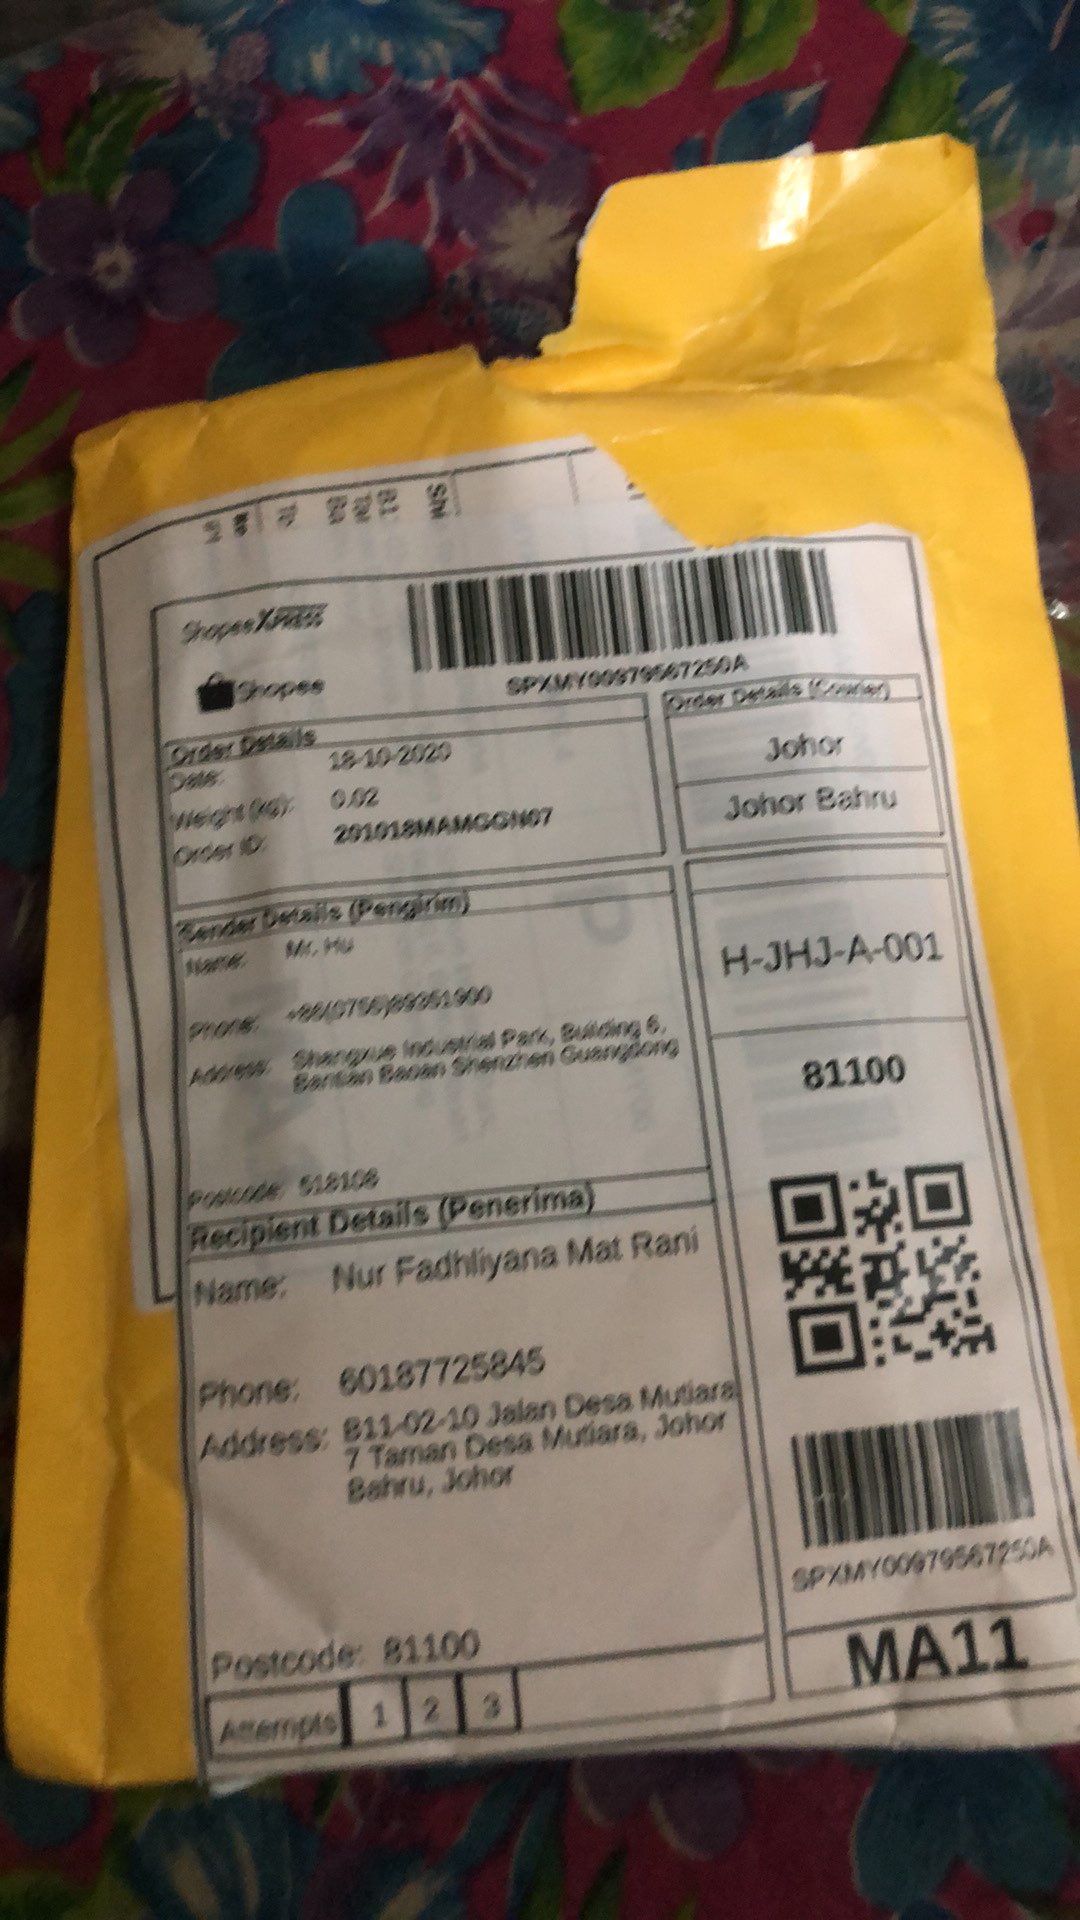 Shopee XPRESS
Shopee
SPXMY00979567250A
Order Details
Date: 18-10-2020
Weight (kg): 0.02
Order ID: 201018MAMGGN07
Order Details (Courier)
Johor
Johor Bahru
Sender Details (Pengirim)
Name: Mr. Hu
Phone:
Address: Shangxue Industrial Park, Building 6,
Bantian Baoan Shenzhen Guangdong
Postcode: 518108
H-JHJ-A-001
81100
Recipient Details (Penerima)
Name: Nur Fadhliyana Mat Rani
Phone: 60187725845
Address: B11-02-10 Jalan Desa Mutiara
7 Taman Desa Mutiara, Johor
Bahru, Johor
Postcode: 81100
Attempts 1 2 3
SPXMY00979567250A
MA11